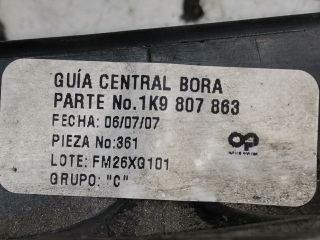 GUÍA CENTRAL BORA
PARTE No.1K9 807 863
FECHA: 06/07/07
PIEZA No:361
LOTE: FM26XG101
GRUPO: "C"